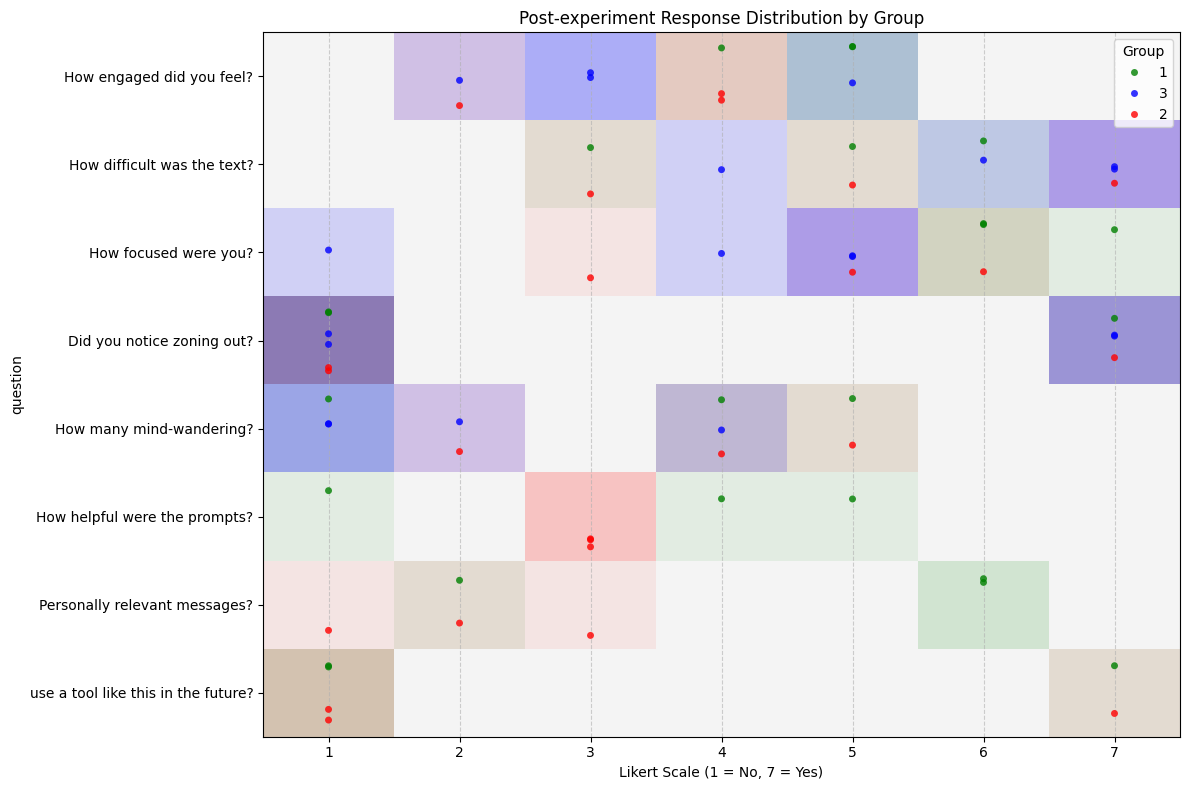 Post-experiment Response Distribution by Group
Group
1
3
2
How engaged did you feel?
How difficult was the text?
How focused were you?
Did you notice zoning out?
How many mind-wandering?
How helpful were the prompts?
Personally relevant messages?
use a tool like this in the future?
question
1 2 3 4 5 6 7
Likert Scale (1 = No, 7 = Yes)